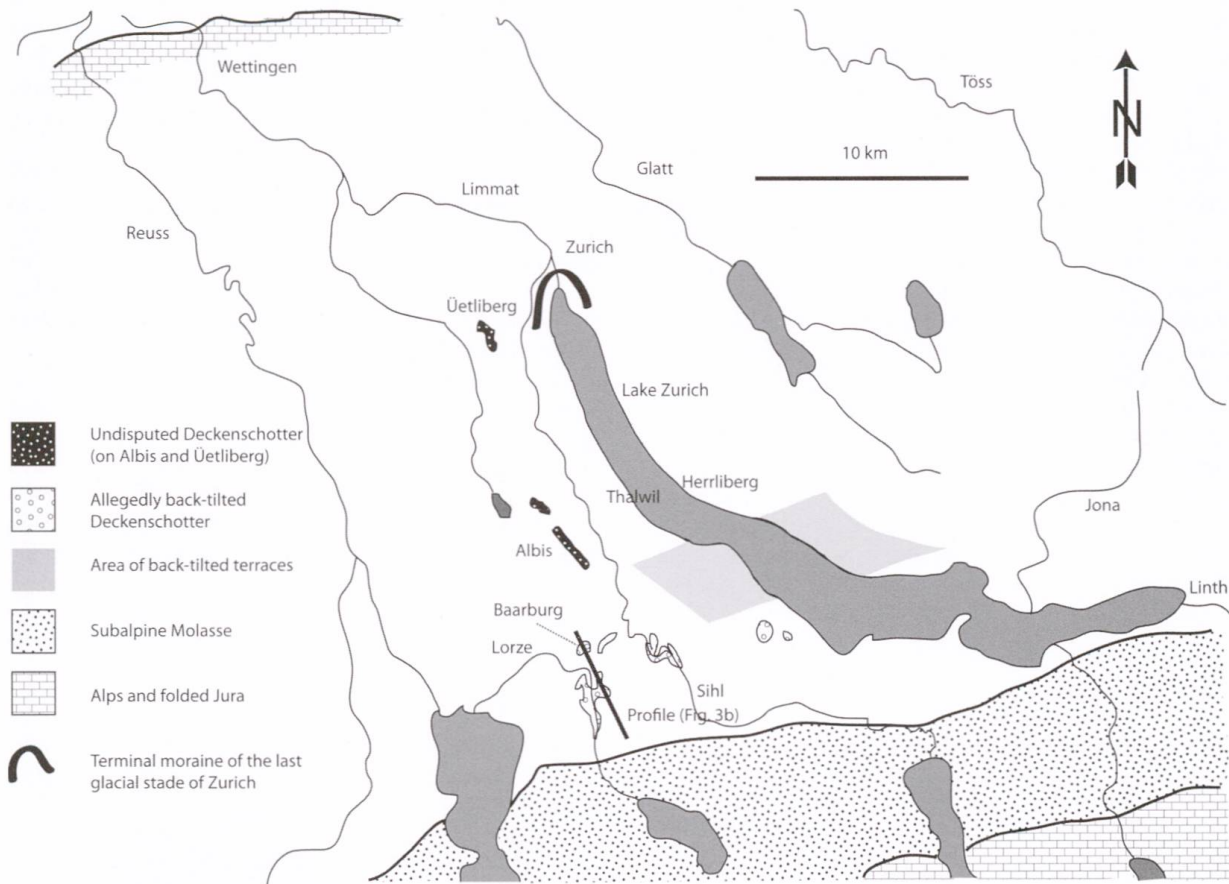 Wettingen
Töss
N
10 km
Glatt
Limmat
Reuss
Zurich
Üetliberg
Lake Zurich
Undisputed Deckenschotter
(on Albis and Üetliberg)
Herrliberg
Thalwil
Allegedly back-tilted
Deckenschotter
Jona
Albis
Area of back-tilted terraces
Linth
Baarburg
Subalpine Molasse
Lorze
Sihl
Alps and folded Jura
Profile (Fig. 3b)
Terminal moraine of the last
glacial stade of Zurich